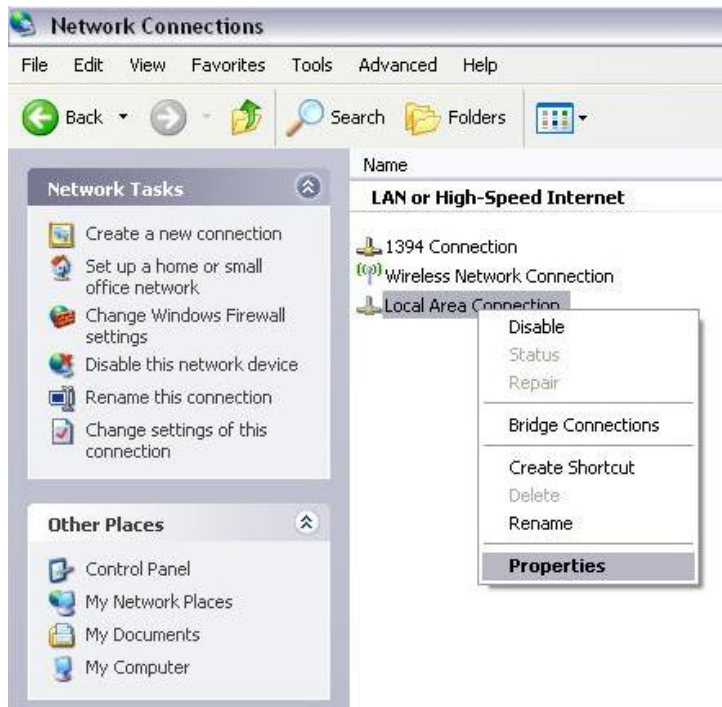 Network Connections
File Edit View Favorites Tools Advanced Help
Back Search Folders
Network Tasks
Create a new connection
Set up a home or small
office network
Change Windows Firewall
settings
Disable this network device
Rename this connection
Change settings of this
connection
Other Places
Control Panel
My Network Places
My Documents
My Computer
Name
LAN or High-Speed Internet
1394 Connection
Wireless Network Connection
Local Area Connection
Disable
Status
Repair
Bridge Connections
Create Shortcut
Delete
Rename
Properties